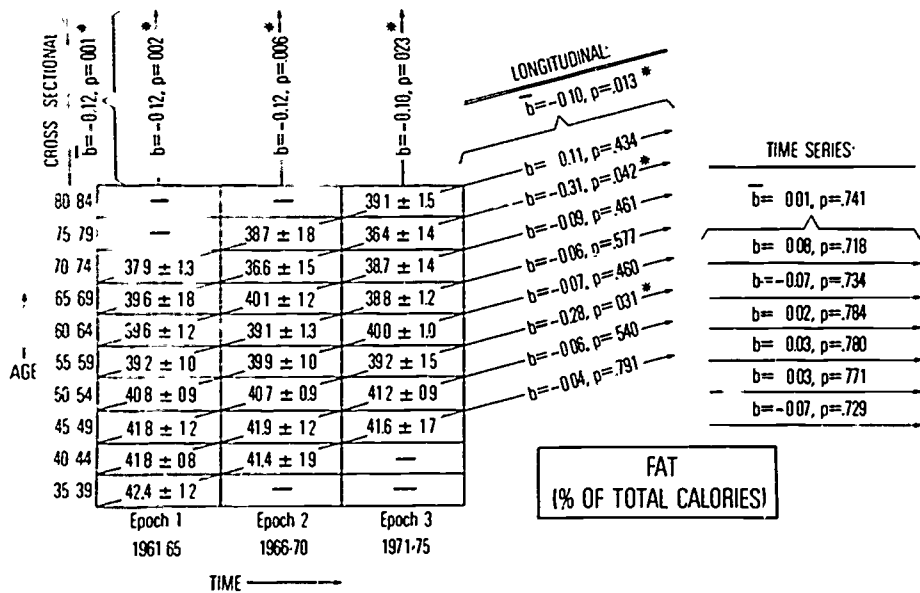 CROSS SECTIONAL
b=-0.12, p=.001 *
b=-0.12, p=.002 *
b=-0.12, p=.006 *
b=-0.10, p=.023 *
LONGITUDINAL:
b=-0.10, p=.013 *
b= 0.11, p=.434
b=-0.31, p=.042 *
b=-0.09, p=.461
b=-0.06, p=.577
b=-0.07, p=.460
b=-0.28, p=.031 *
b=-0.06, p=.540
b=-0.04, p=.791
TIME SERIES:
b= 0.01, p=.741
b= 0.08, p=.718
b=-0.07, p=.734
b= 0.02, p=.784
b= 0.03, p=.780
b= 0.03, p=.771
b=-0.07, p=.729
80 84 — — 39.1 ± 1.5
75 79 — 38.7 ± 1.8 36.4 ± 1.4
70 74 37.9 ± 1.3 36.6 ± 1.5 38.7 ± 1.4
65 69 39.6 ± 1.8 40.1 ± 1.2 38.8 ± 1.2
60 64 39.6 ± 1.2 39.1 ± 1.3 40.0 ± 1.0
55 59 39.2 ± 1.0 39.9 ± 1.0 39.2 ± 1.5
50 54 40.8 ± 0.9 40.7 ± 0.9 41.2 ± 0.9
45 49 41.8 ± 1.2 41.9 ± 1.2 41.6 ± 1.7
40 44 41.8 ± 0.8 41.4 ± 1.9 —
35 39 42.4 ± 1.2 — —
AGE
Epoch 1 Epoch 2 Epoch 3
1961 65 1966-70 1971-75
TIME
FAT
(% OF TOTAL CALORIES)